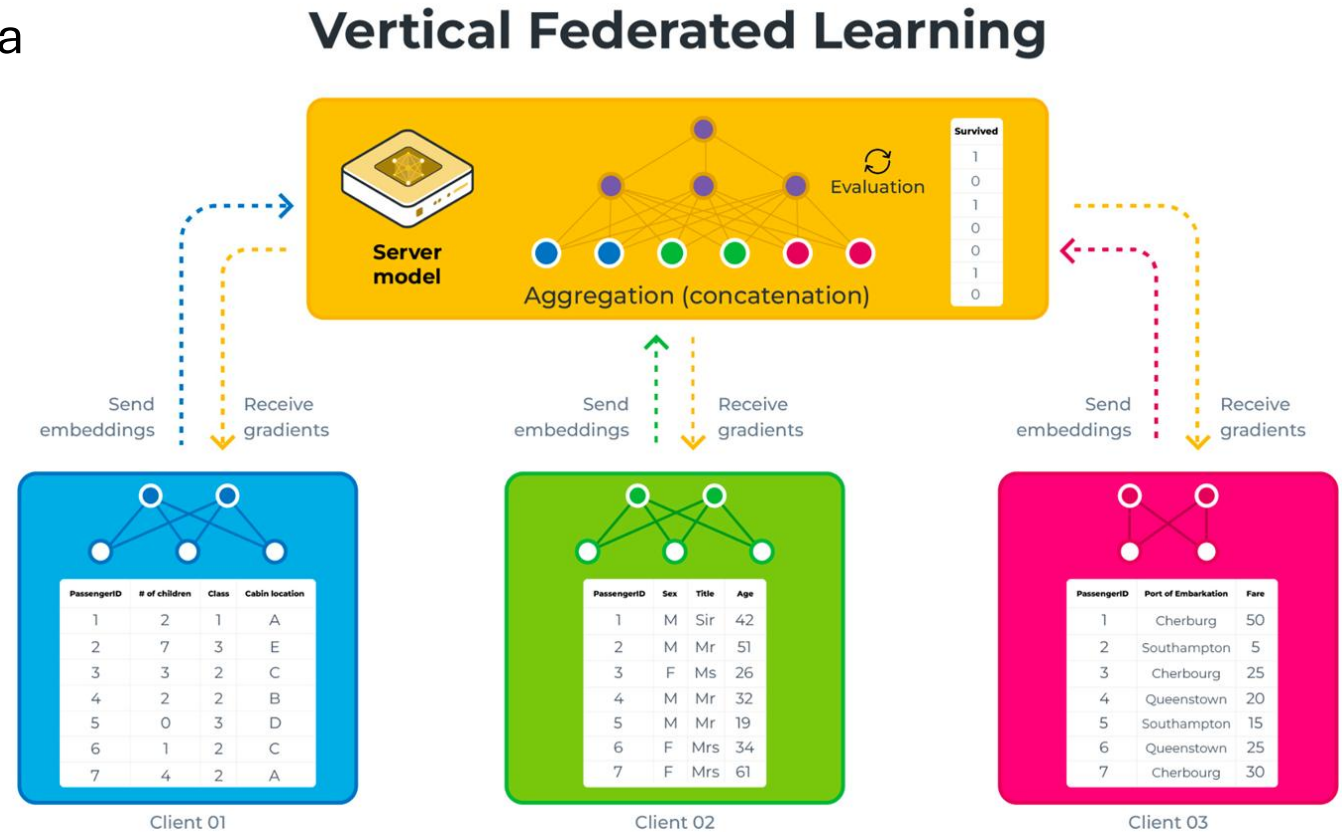 a
Vertical Federated Learning
Server
model
Aggregation (concatenation)
Evaluation
Survived
1
0
1
0
0
1
0
Send
embeddings
Receive
gradients
Send
embeddings
Receive
gradients
Send
embeddings
Receive
gradients
PassengerID # of children Class Cabin location
1 2 1 A
2 7 3 E
3 3 2 C
4 2 2 B
5 0 3 D
6 1 2 C
7 4 2 A
Client 01
PassengerID Sex Title Age
1 M Sir 42
2 M Mr 51
3 F Ms 26
4 M Mr 32
5 M Mr 19
6 F Mrs 34
7 F Mrs 61
Client 02
PassengerID Port of Embarkation Fare
1 Cherburg 50
2 Southampton 5
3 Cherbourg 25
4 Queenstown 20
5 Southampton 15
6 Queenstown 25
7 Cherbourg 30
Client 03